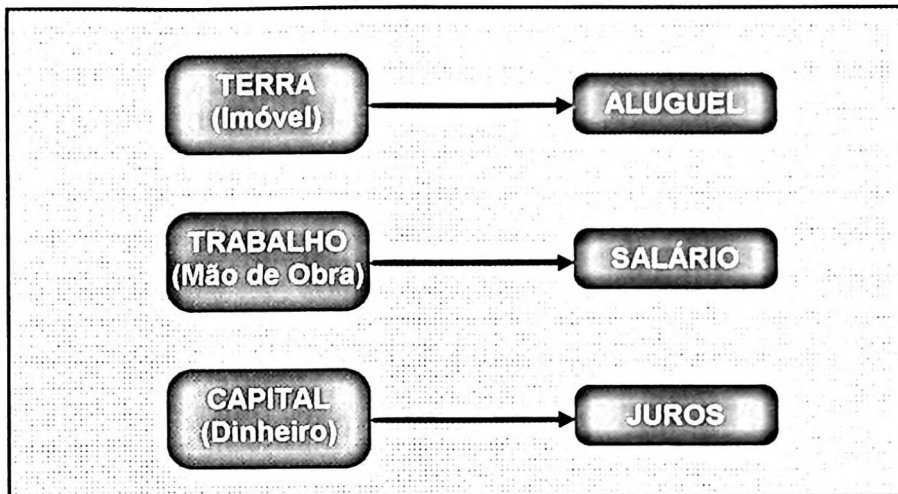 TERRA
(Imóvel)
ALUGUEL
TRABALHO
(Mão de Obra)
SALÁRIO
CAPITAL
(Dinheiro)
JUROS